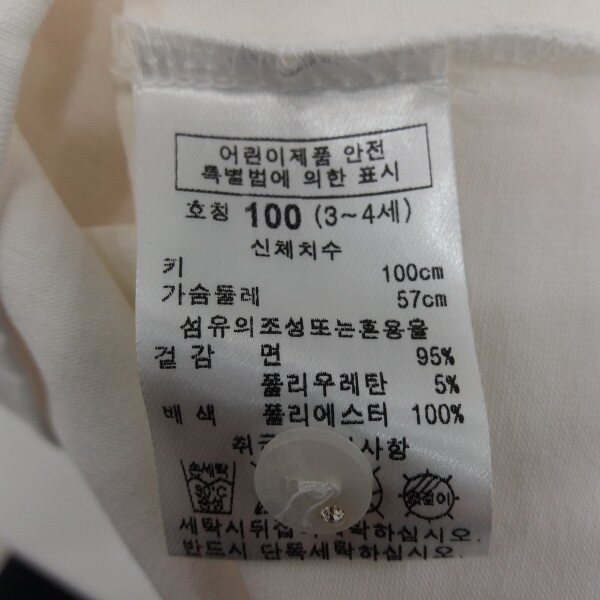 어린이제품 안전
특별법에 의한 표시
호칭 100 (3~4세)
신체치수
키 100cm
가슴둘레 57cm
섬유의조성또는혼용율
겉감 면 95%
폴리우레탄 5%
배색 폴리에스터 100%
사항
손세탁
세탁시뒤집 하십시오.
반드시 단독세탁하십시오.